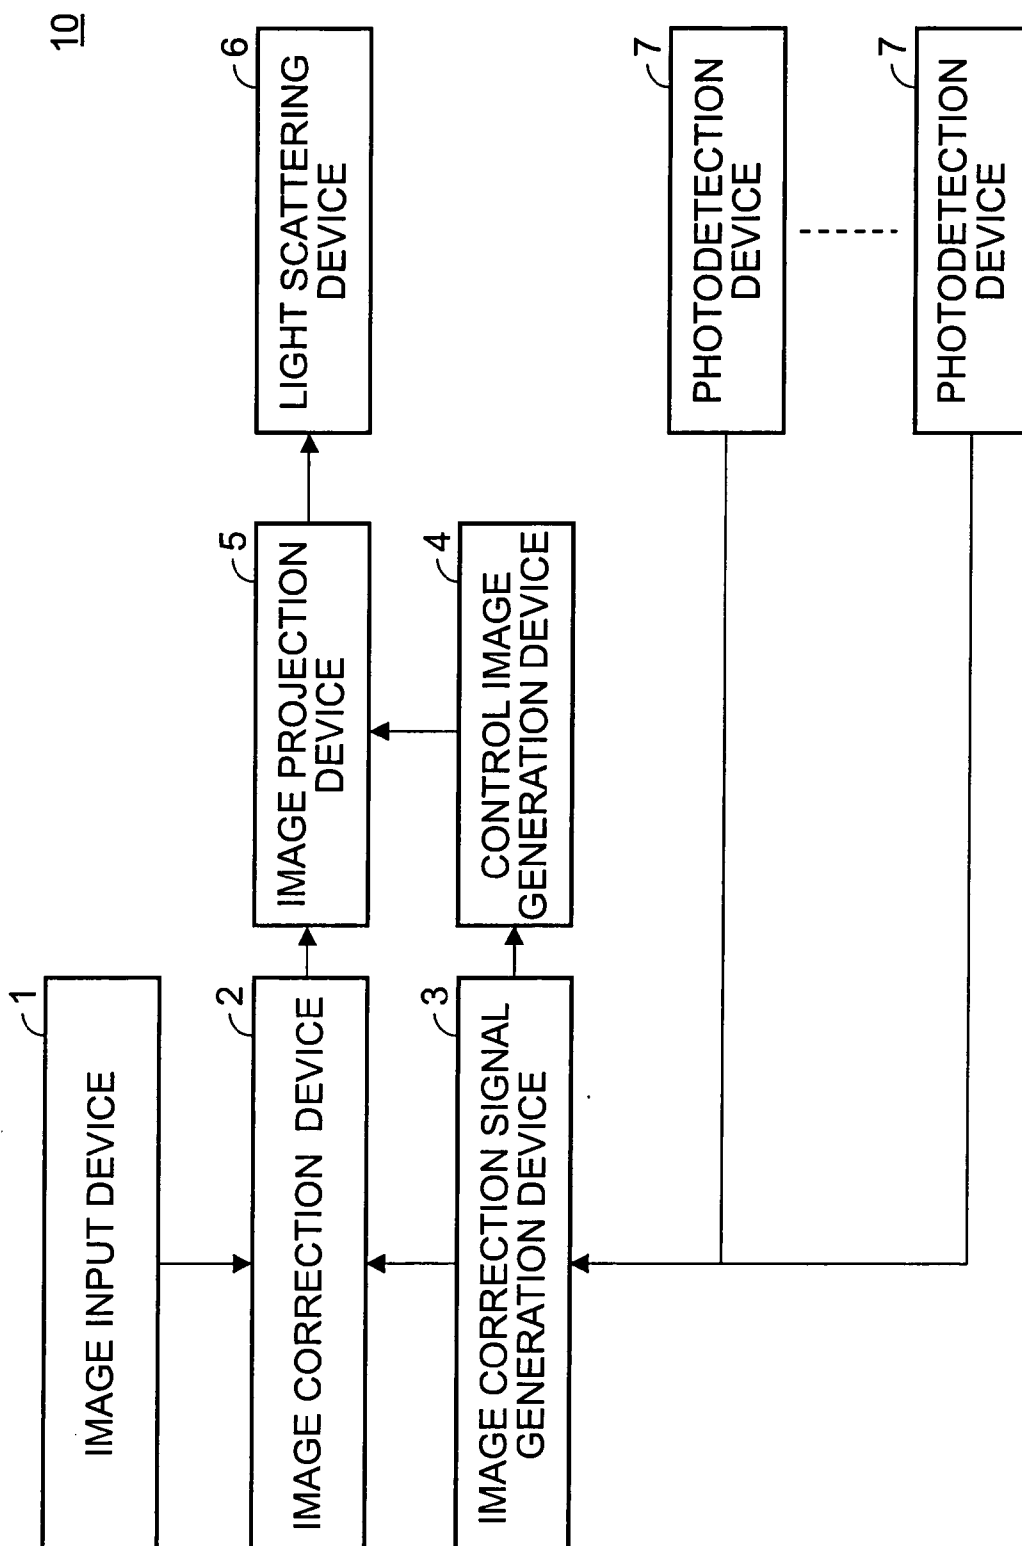 10
1
IMAGE INPUT DEVICE
2
IMAGE CORRECTION DEVICE
3
IMAGE CORRECTION SIGNAL
GENERATION DEVICE
4
CONTROL IMAGE
GENERATION DEVICE
5
IMAGE PROJECTION
DEVICE
6
LIGHT SCATTERING
DEVICE
7
PHOTODETECTION
DEVICE
7
PHOTODETECTION
DEVICE